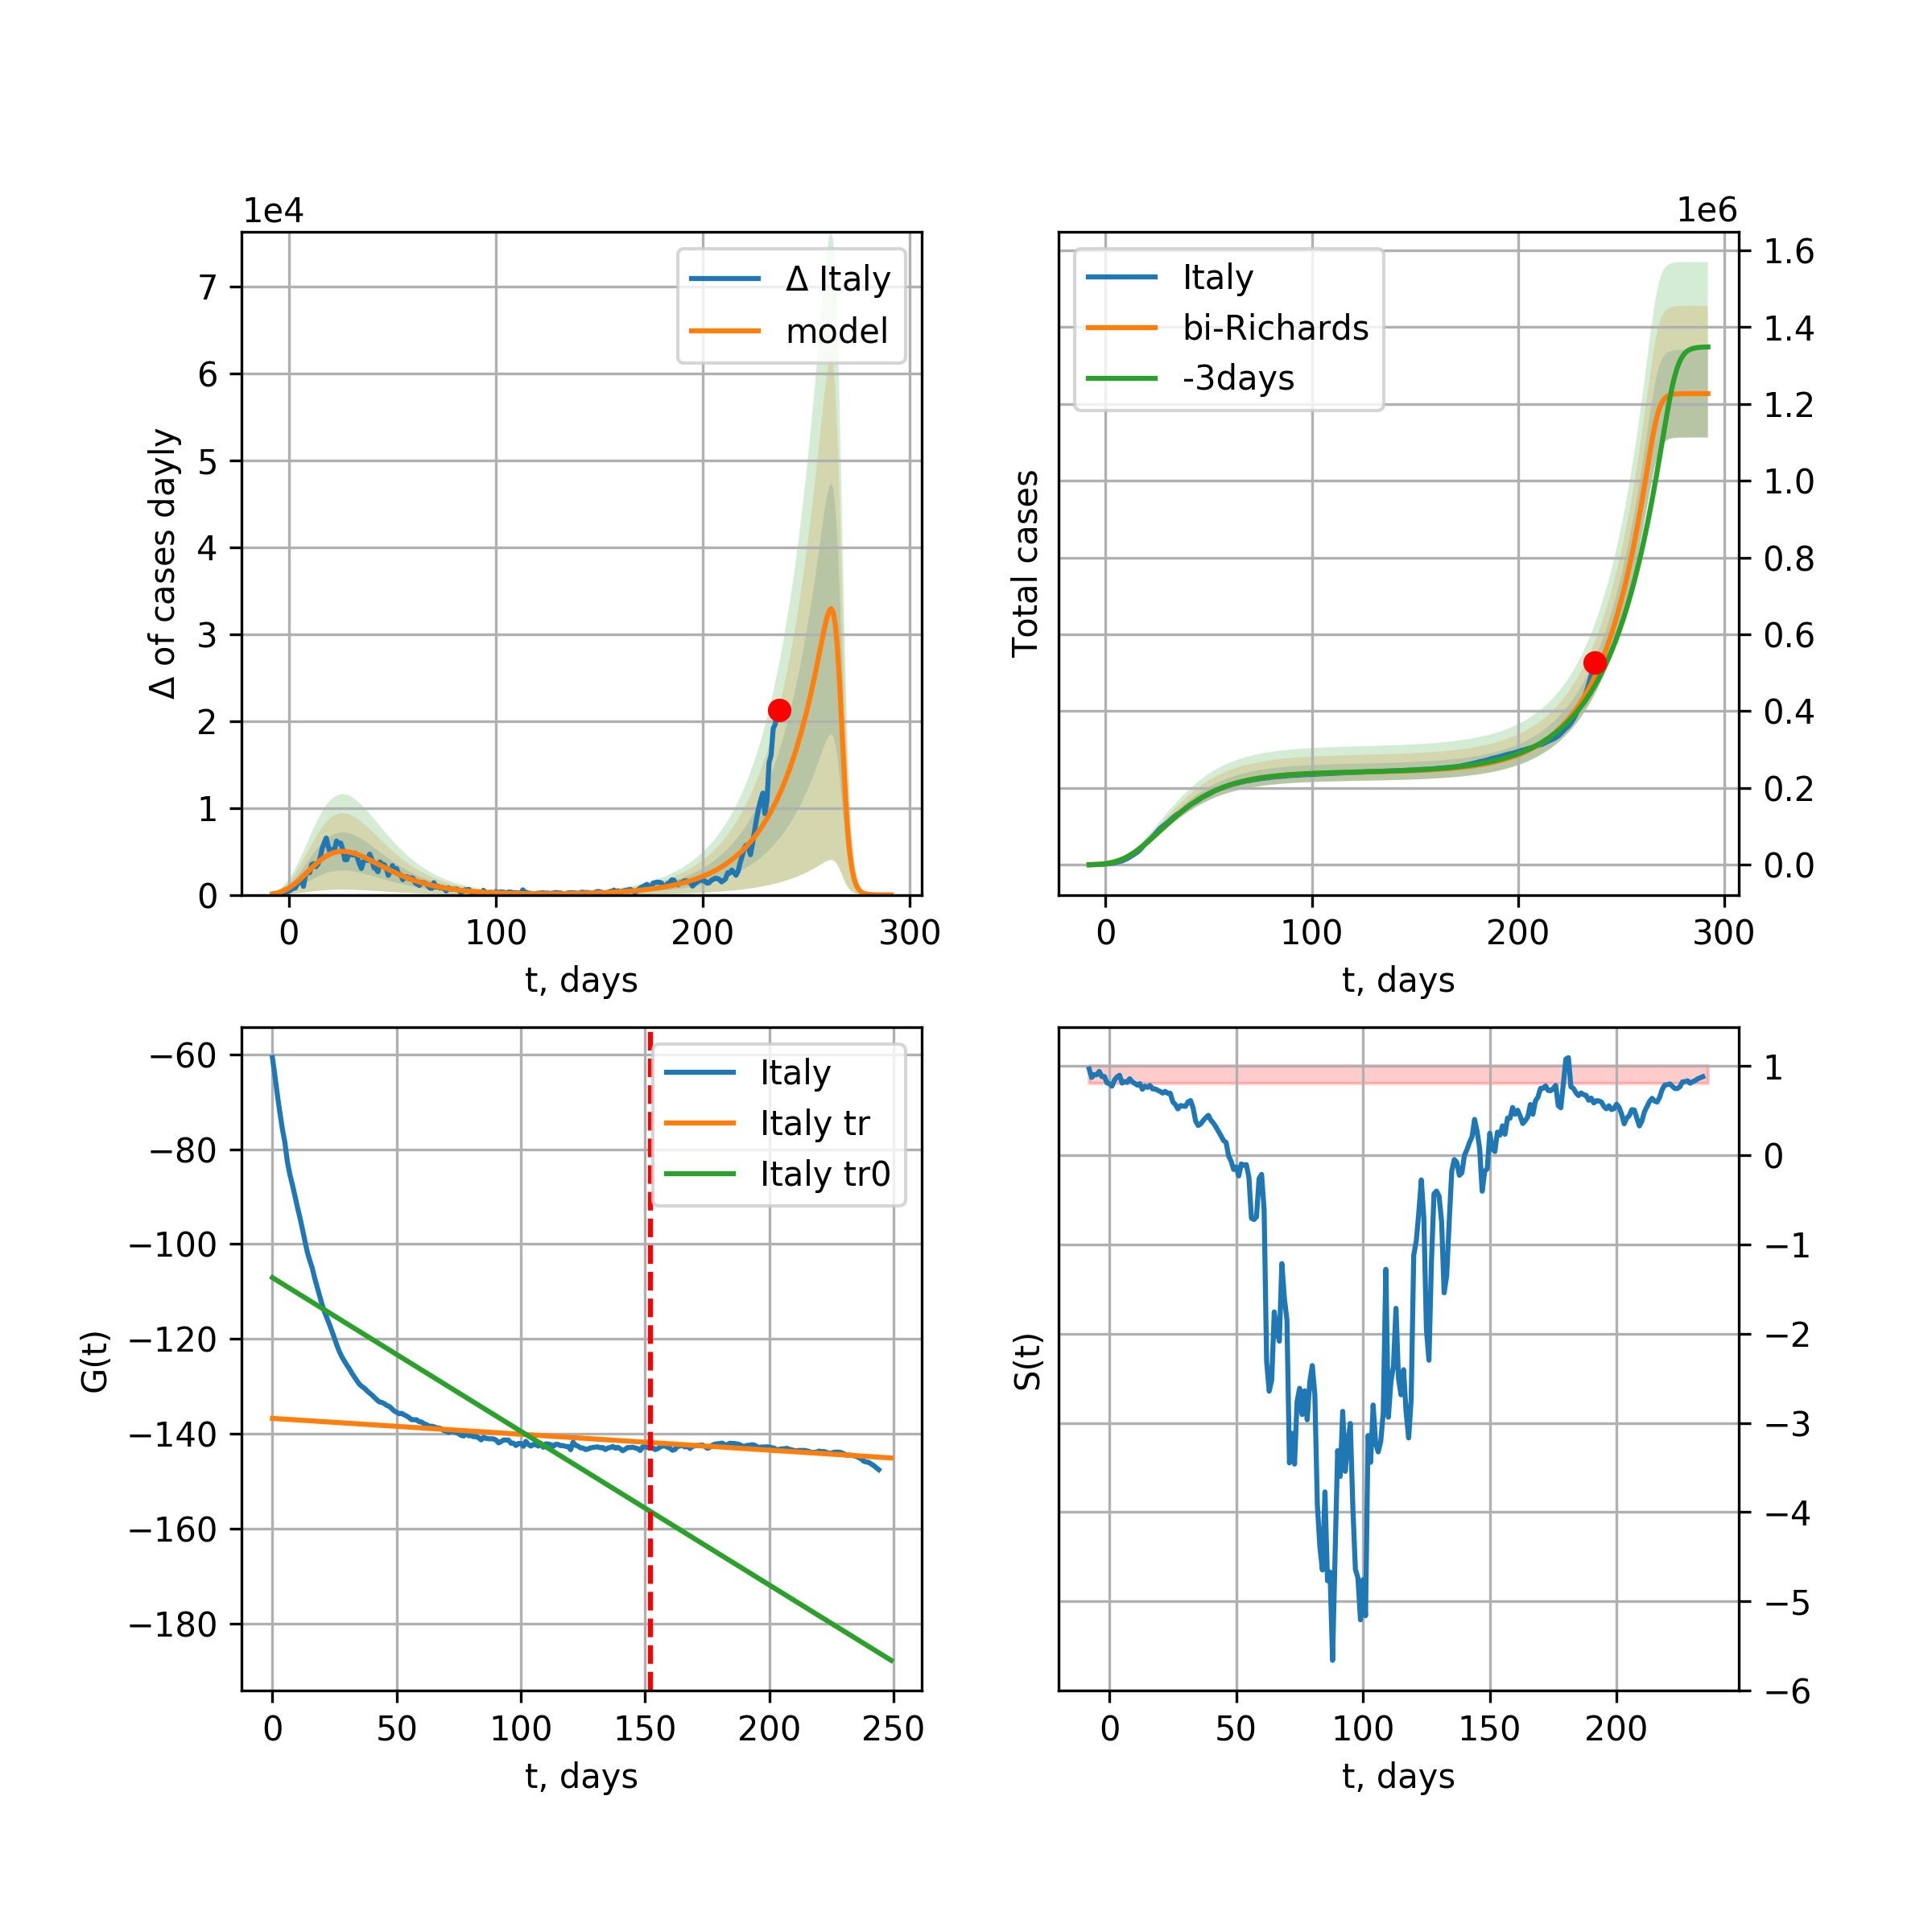 1e4
Δ of cases dayly
7
6
5
4
3
2
1
0
Δ Italy
model
0 100 200 300
t, days
1e6
Total cases
Italy
bi-Richards
-3days
1.6
1.4
1.2
1.0
0.8
0.6
0.4
0.2
0.0
0 100 200 300
t, days
G(t)
−60
−80
−100
−120
−140
−160
−180
Italy
Italy tr
Italy tr0
0 50 100 150 200 250
t, days
S(t)
1
0
−1
−2
−3
−4
−5
−6
0 50 100 150 200
t, days